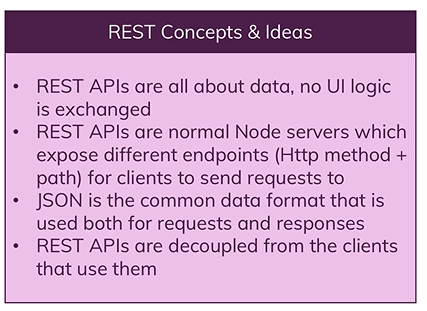 REST Concepts & Ideas
• REST APIs are all about data, no UI logic
is exchanged
• REST APIs are normal Node servers which
expose different endpoints (Http method +
path) for clients to send requests to
• JSON is the common data format that is
used both for requests and responses
• REST APIs are decoupled from the clients
that use them